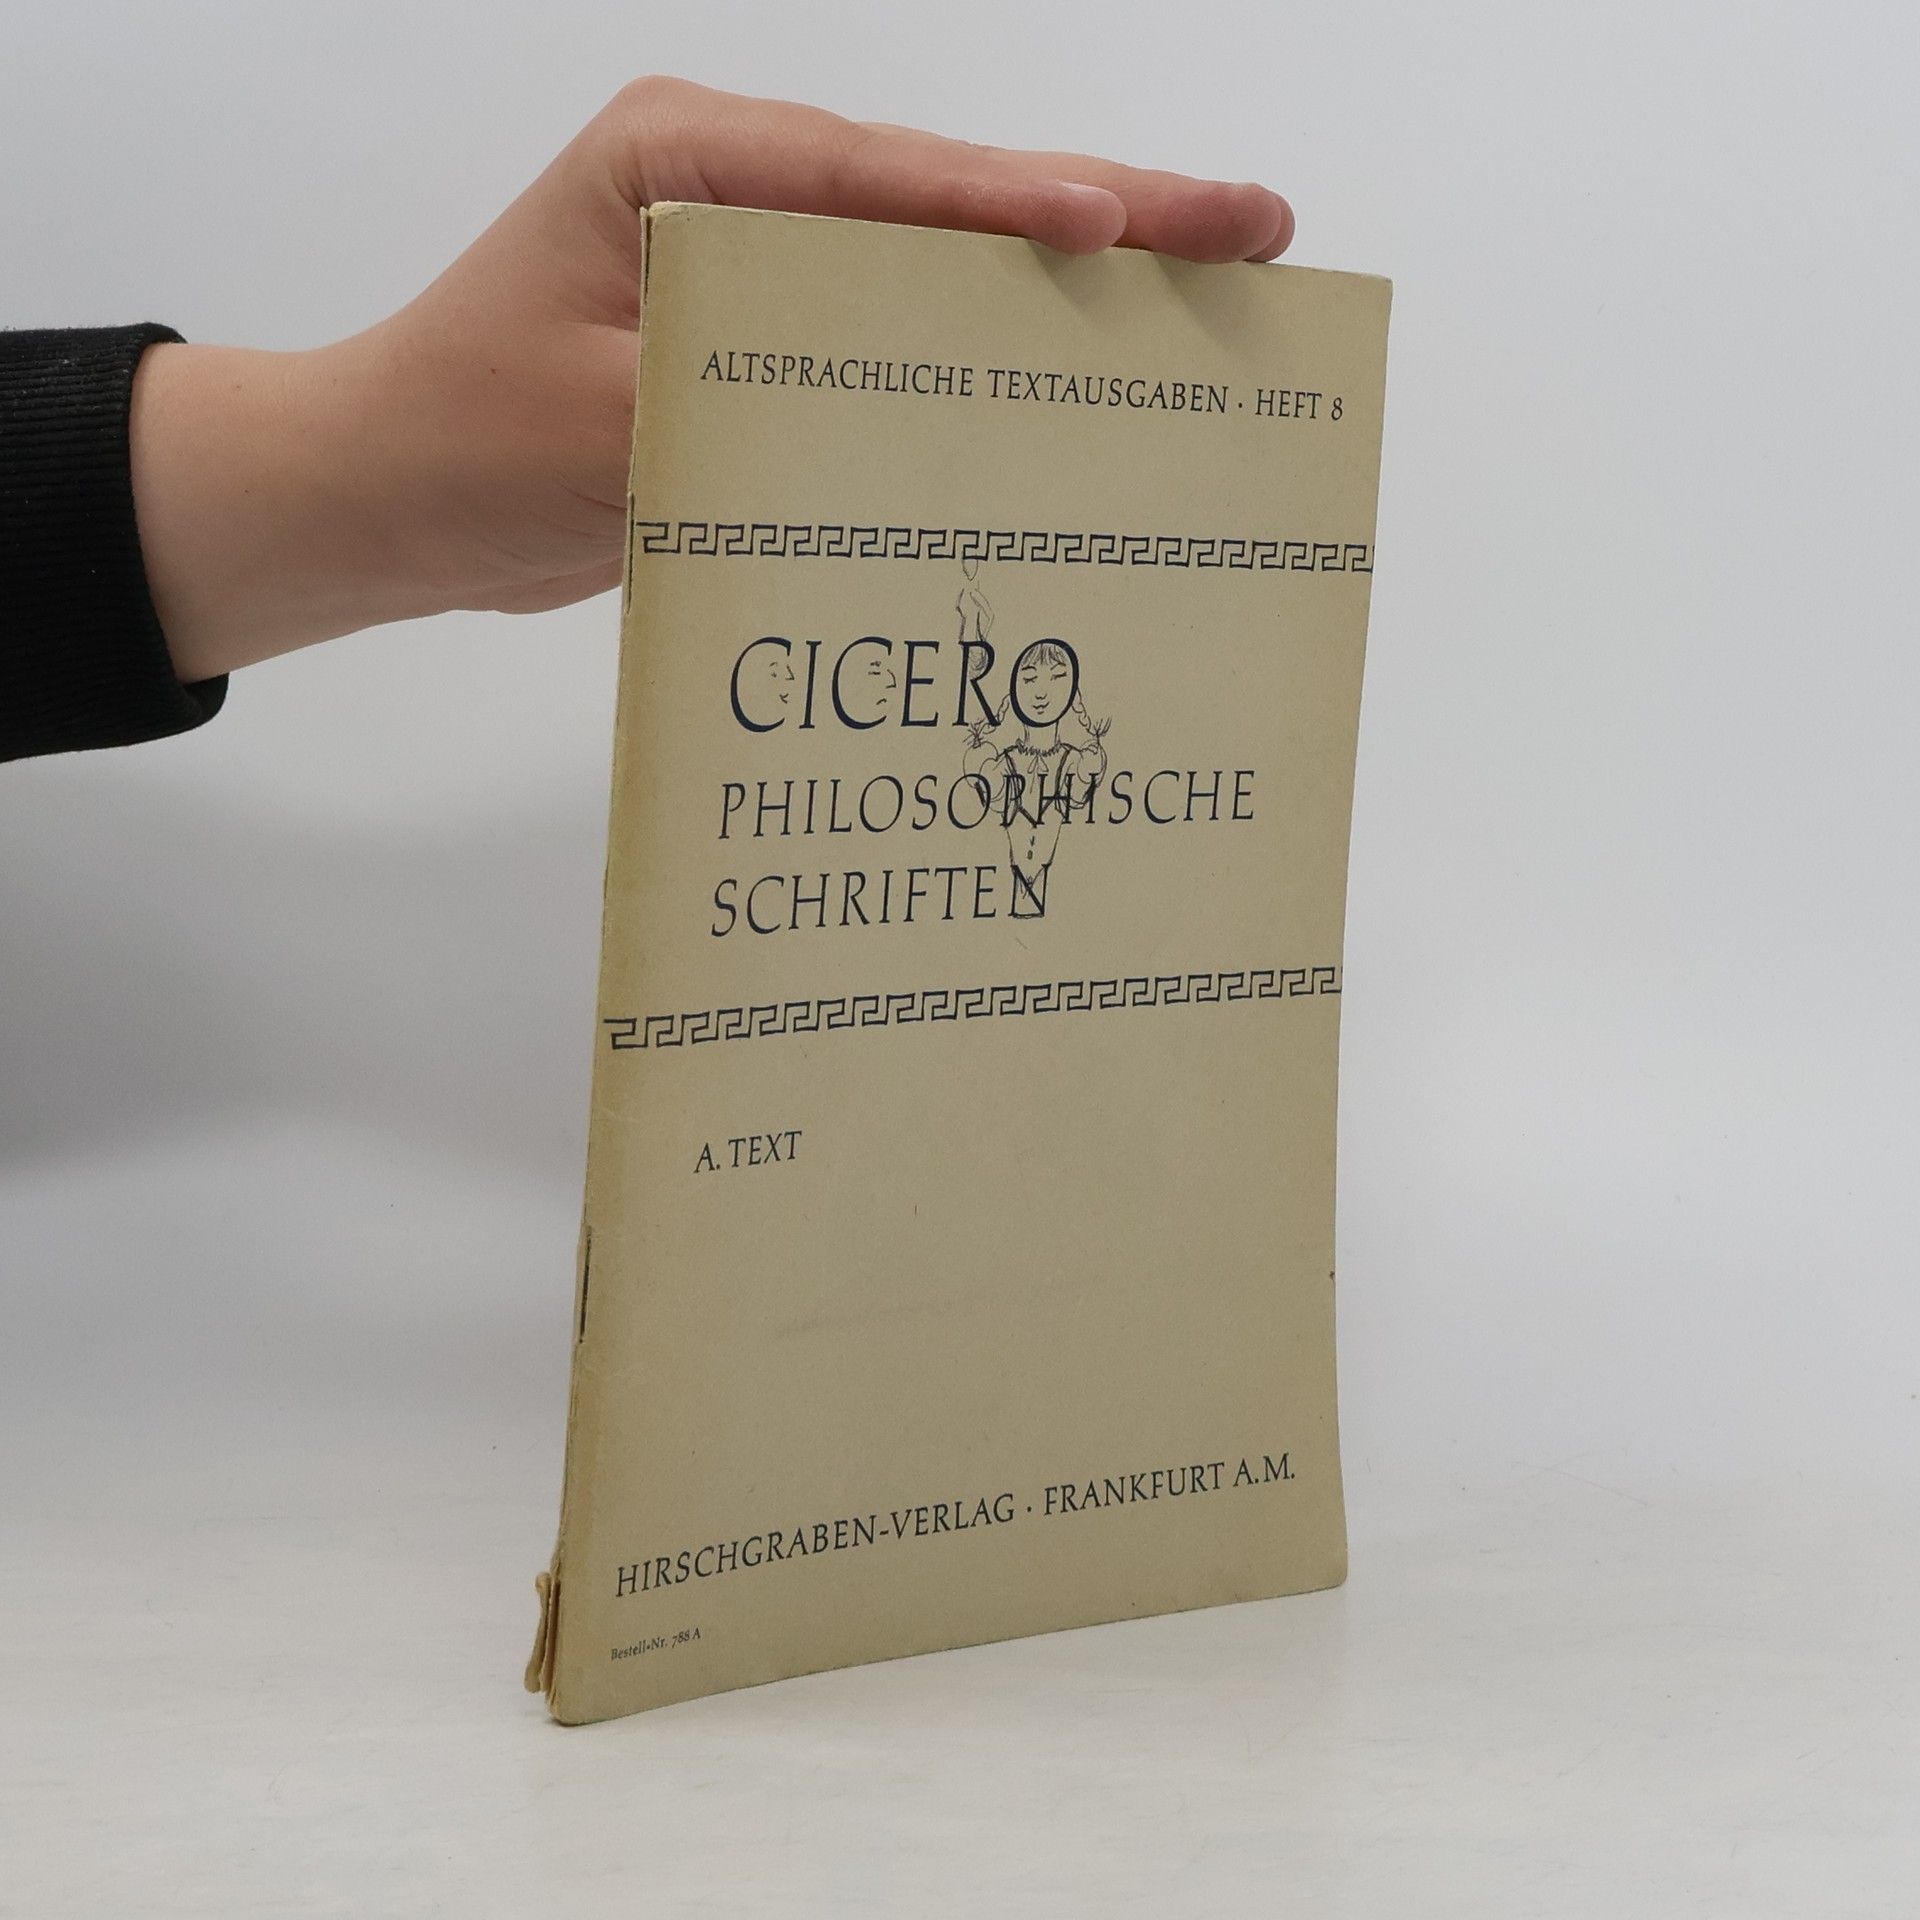 ALTSPRACHLICHE TEXTAUSGABEN · HEFT 8
CICERO
PHILOSOPHISCHE
SCHRIFTEN
A. TEXT
HIRSCHGRABEN-VERLAG · FRANKFURT A.M.
Bestell-Nr. 788 A